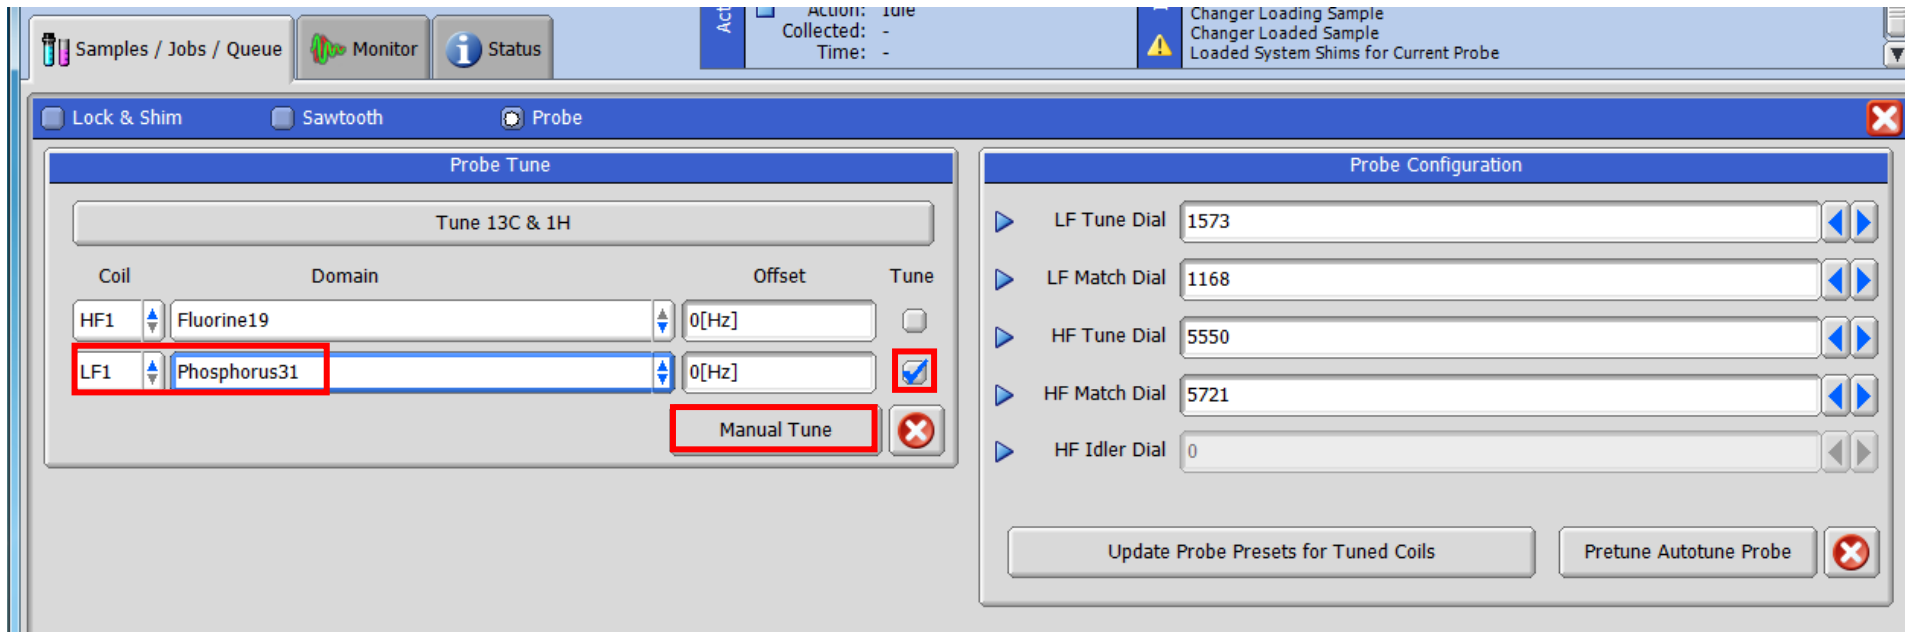 Action: Idle
Collected: -
Time: -
Changer Loading Sample
Changer Loaded Sample
Loaded System Shims for Current Probe
Act
Samples / Jobs / Queue
Monitor
Status
Lock & Shim
Sawtooth
Probe
Probe Tune
Tune 13C & 1H
Coil Domain Offset Tune
HF1 Fluorine19 0[Hz]
LF1 Phosphorus31 0[Hz]
Manual Tune
Probe Configuration
LF Tune Dial 1573
LF Match Dial 1168
HF Tune Dial 5550
HF Match Dial 5721
HF Idler Dial 0
Update Probe Presets for Tuned Coils
Pretune Autotune Probe